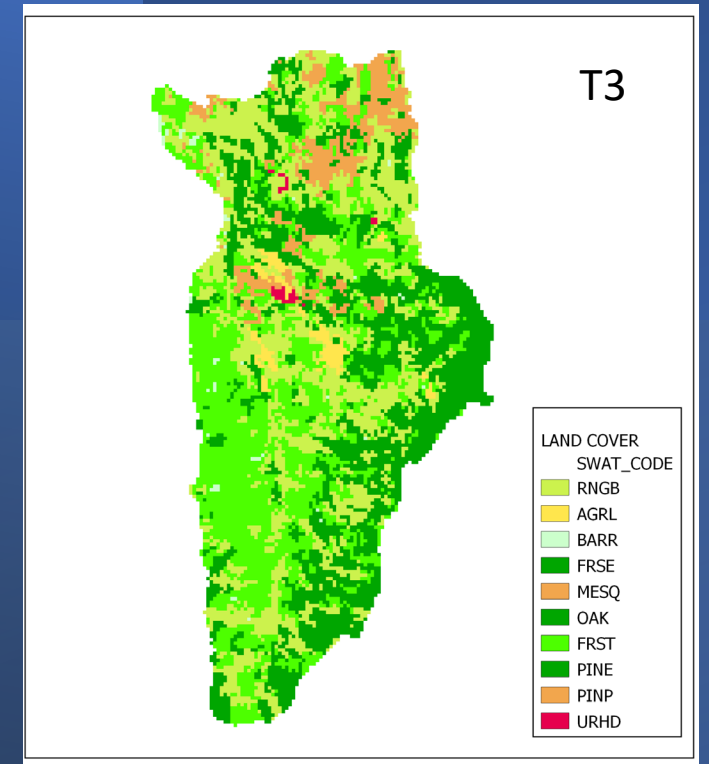 T3
LAND COVER
SWAT_CODE
RNGB
AGRL
BARR
FRSE
MESQ
OAK
FRST
PINE
PINP
URHD